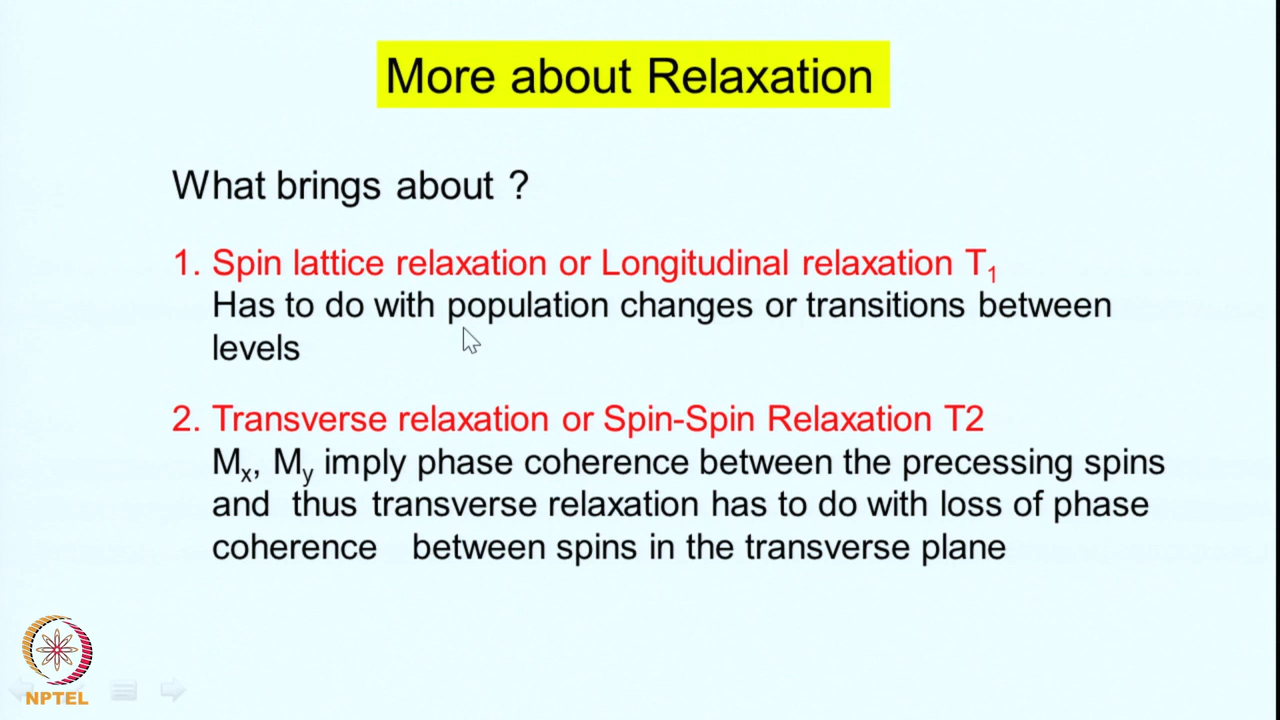 More about Relaxation
What brings about ?
1. Spin lattice relaxation or Longitudinal relaxation T₁
Has to do with population changes or transitions between
levels
2. Transverse relaxation or Spin-Spin Relaxation T2
Mₓ, Mᵧ imply phase coherence between the precessing spins
and thus transverse relaxation has to do with loss of phase
coherence between spins in the transverse plane
NPTEL